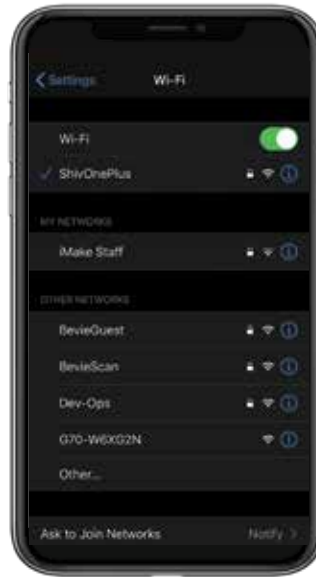 Settings
Wi-Fi
Wi-Fi
ShivOnePlus
MY NETWORKS
iMake Staff
OTHER NETWORKS
BevieGuest
BevieScan
Dev-Ops
G70-W6XG2N
Other...
Ask to Join Networks
Notify